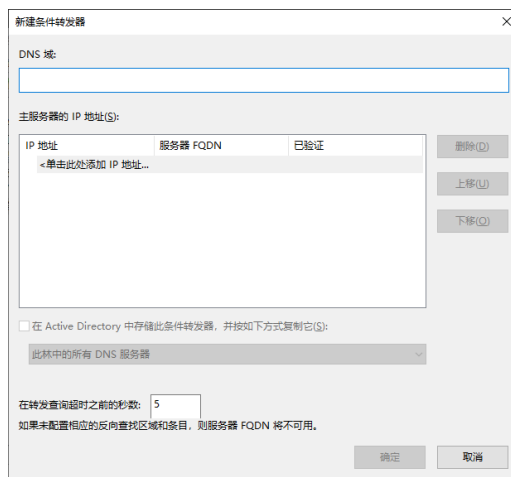 新建条件转发器
DNS 域:
主服务器的 IP 地址(S):
IP 地址 服务器 FQDN 已验证
<单击此处添加 IP 地址...
删除(D)
上移(U)
下移(O)
在 Active Directory 中存储此条件转发器，并按如下方式复制它(S):
此林中的所有 DNS 服务器
在转发查询超时之前的秒数: 5
如果未配置相应的反向查找区域和条目，则服务器 FQDN 将不可用。
确定 取消